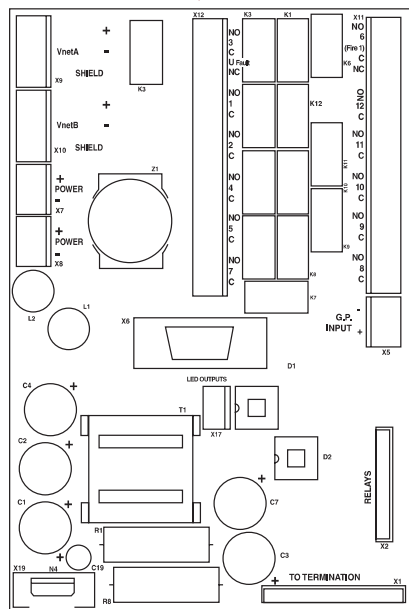 X12 K3 K1 X11
VnetA + -
SHIELD
X9
K3
NO
3
C
U Fault
NC
K6
NO
6
(Fire 1)
C
NC
VnetB + -
SHIELD
X10
NO
1
C
K12
NO
12
C
NO
2
C
K11
NO
11
C
+
POWER
-
X7
Z1
NO
4
C
K10
NO
10
C
+
POWER
-
X8
NO
5
C
K9
NO
9
C
NO
7
C
K8
NO
8
C
K7
L2
L1
X6
D1
-
G.P.
INPUT
+
X5
LED OUTPUTS
X17
C4 +
T1
D2
C2 +
RELAYS
X2
C1 +
C7 +
R1
C3 +
X19 N4 + C19
R8
TO TERMINATION X1